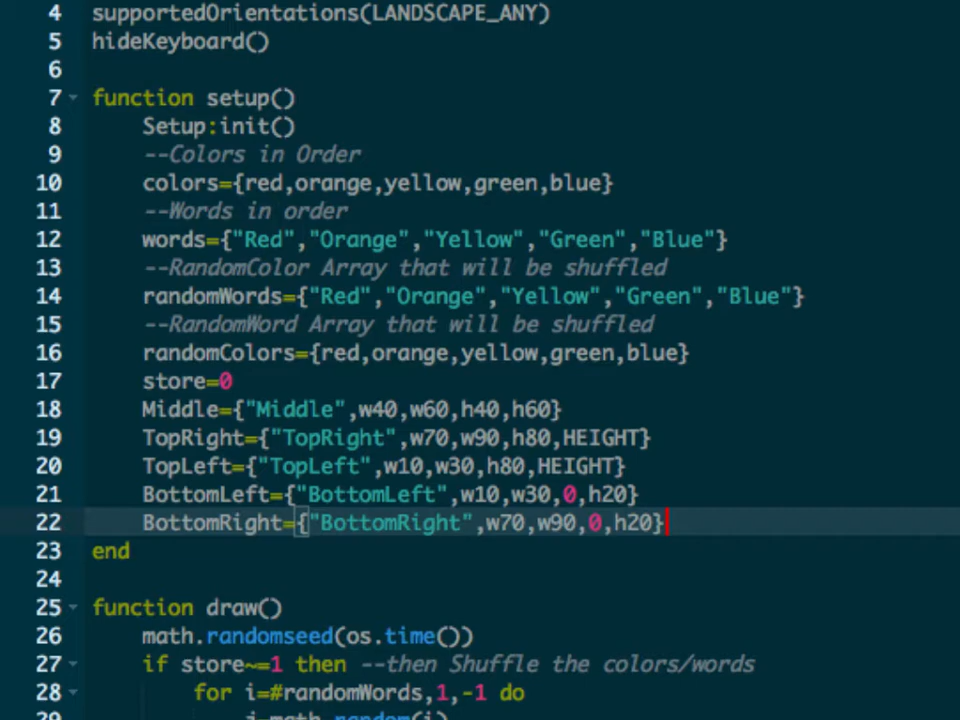 4 supportedOrientations(LANDSCAPE_ANY)
5 hideKeyboard()
6
7 function setup()
8 Setup:init()
9 --Colors in Order
10 colors={red,orange,yellow,green,blue}
11 --Words in order
12 words={"Red","Orange","Yellow","Green","Blue"}
13 --RandomColor Array that will be shuffled
14 randomWords={"Red","Orange","Yellow","Green","Blue"}
15 --RandomWord Array that will be shuffled
16 randomColors={red,orange,yellow,green,blue}
17 store=0
18 Middle={"Middle",w40,w60,h40,h60}
19 TopRight={"TopRight",w70,w90,h80,HEIGHT}
20 TopLeft={"TopLeft",w10,w30,h80,HEIGHT}
21 BottomLeft={"BottomLeft",w10,w30,0,h20}
22 BottomRight={"BottomRight",w70,w90,0,h20}
23 end
24
25 function draw()
26 math.randomseed(os.time())
27 if store~=1 then --then Shuffle the colors/words
28 for i=#randomWords,1,-1 do